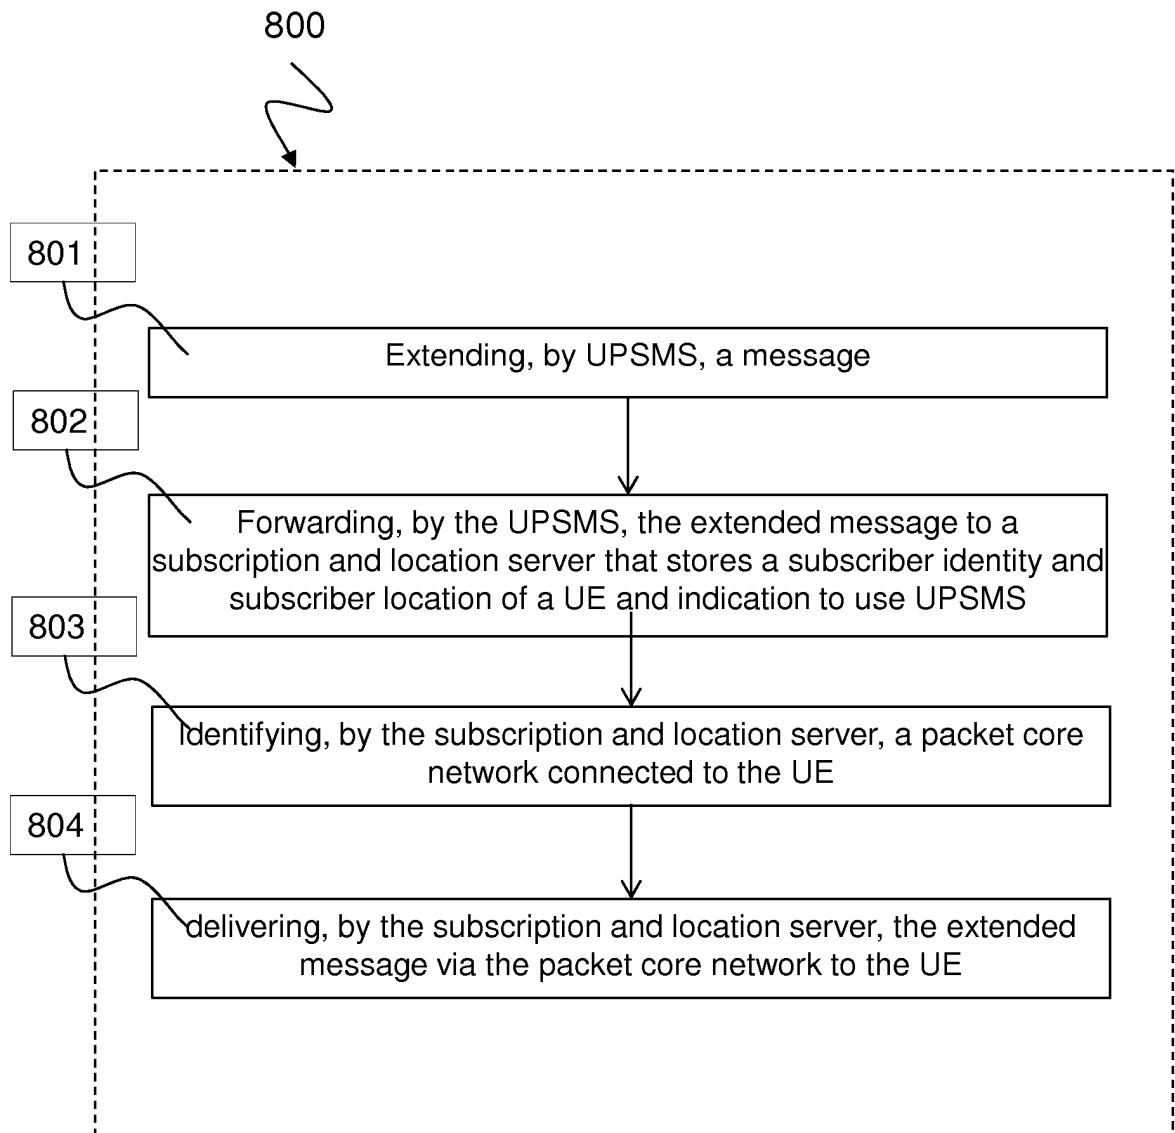 800
801
Extending, by UPSMS, a message
802
Forwarding, by the UPSMS, the extended message to a
subscription and location server that stores a subscriber identity and
subscriber location of a UE and indication to use UPSMS
803
Identifying, by the subscription and location server, a packet core
network connected to the UE
804
delivering, by the subscription and location server, the extended
message via the packet core network to the UE